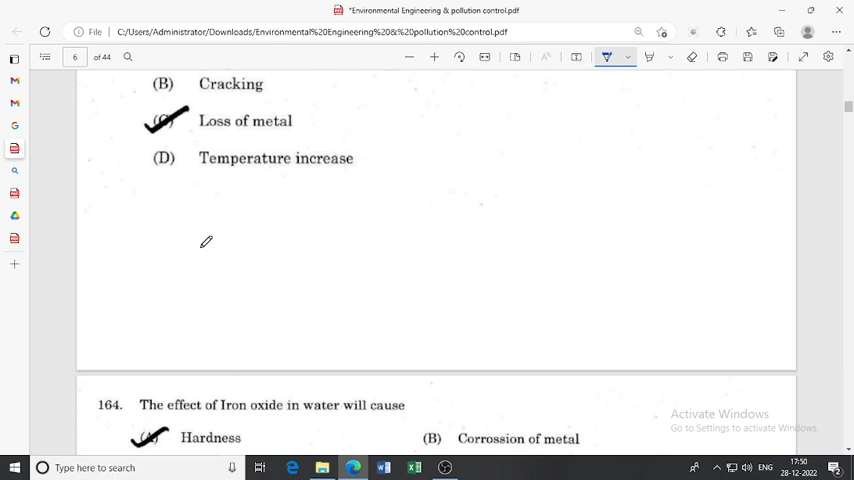 *Environmental Engineering & pollution control.pdf
File
C:/Users/Administrator/Downloads/Environmental%20Engineering%20&%20pollution%20control.pdf
6 of 44
(B) Cracking
(C) Loss of metal
(D) Temperature increase
164. The effect of Iron oxide in water will cause
(A) Hardness (B) Corrossion of metal
Activate Windows
Go to Settings to activate Windows.
Type here to search
ENG
17:50
28-12-2022
2